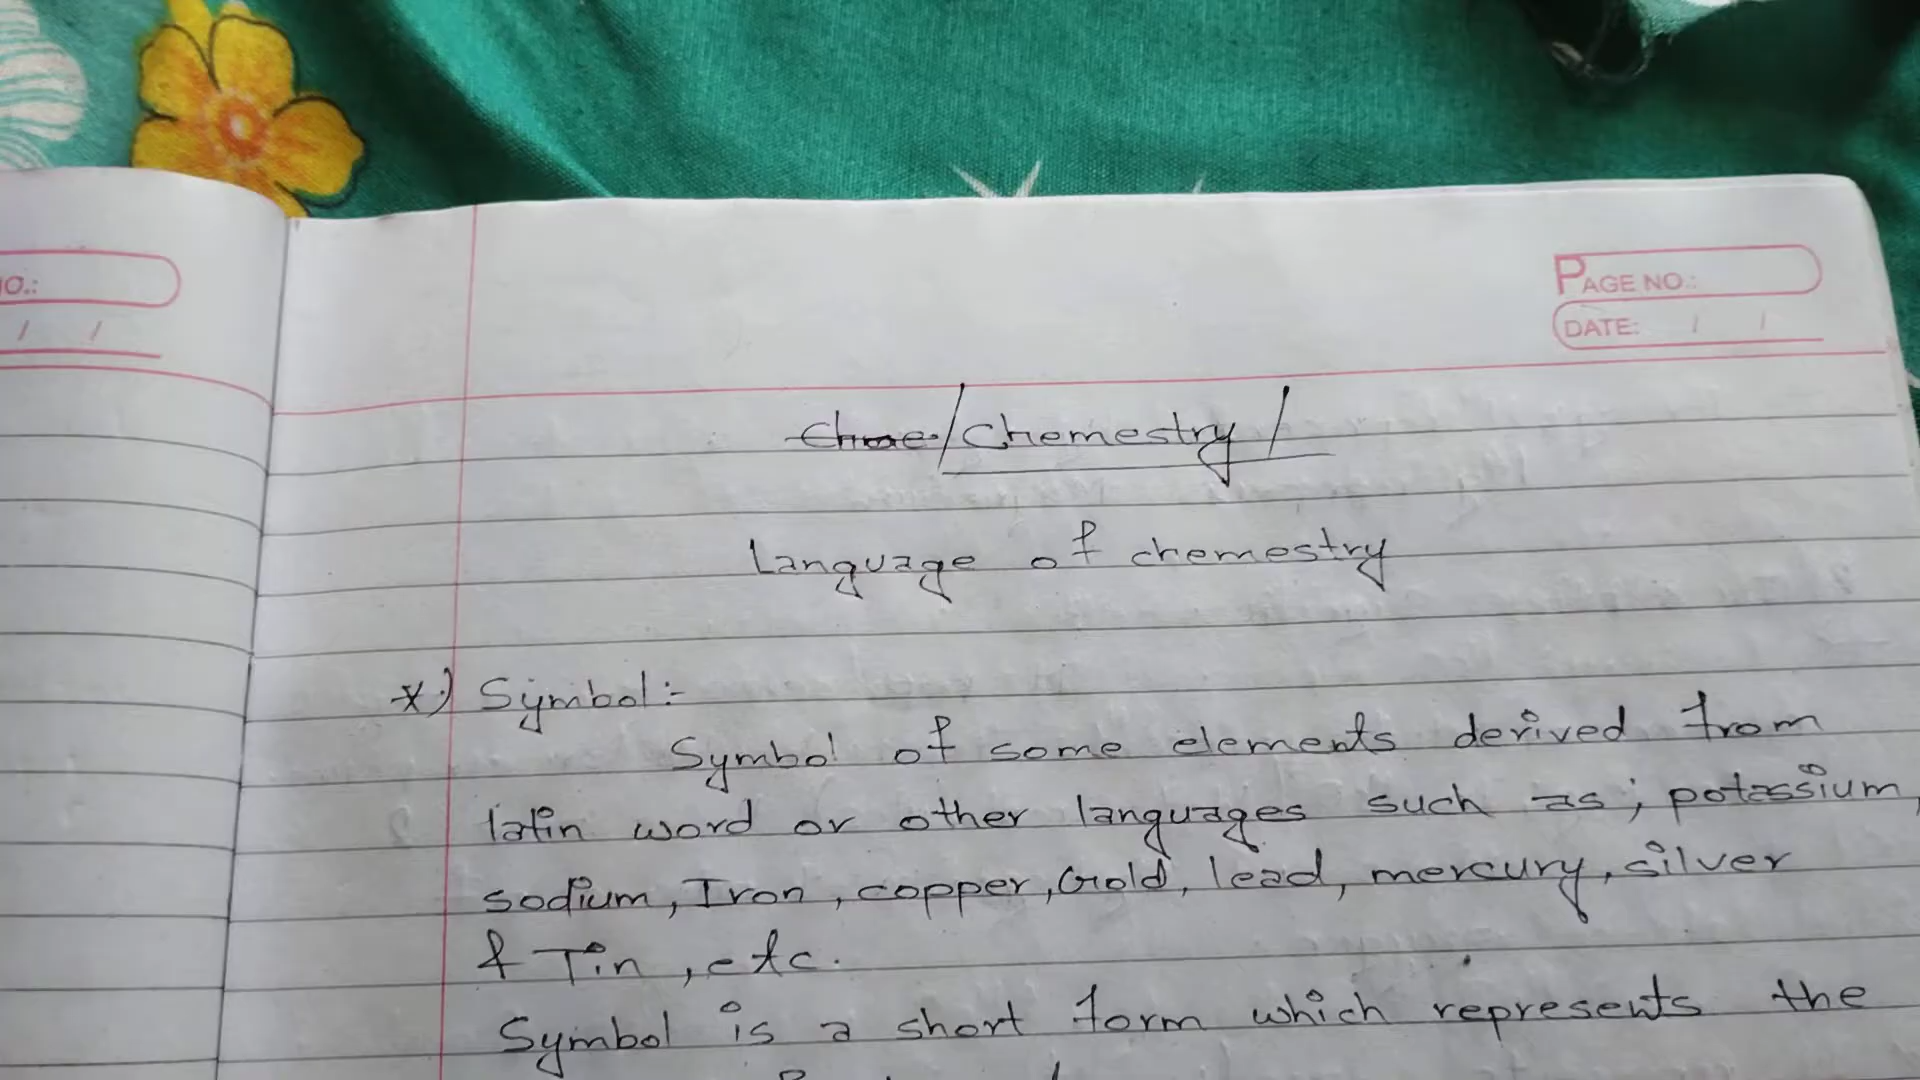 O.:
/ /
PAGE NO.:
DATE: / /
/Chemestry/
Language of chemestry
*) Symbol:-
Symbol of some elements derived from
latin word or other languages such as; potassium,
sodium, Iron, copper, Gold, lead, mercury, silver
& Tin, etc.
Symbol is a short form which represents the